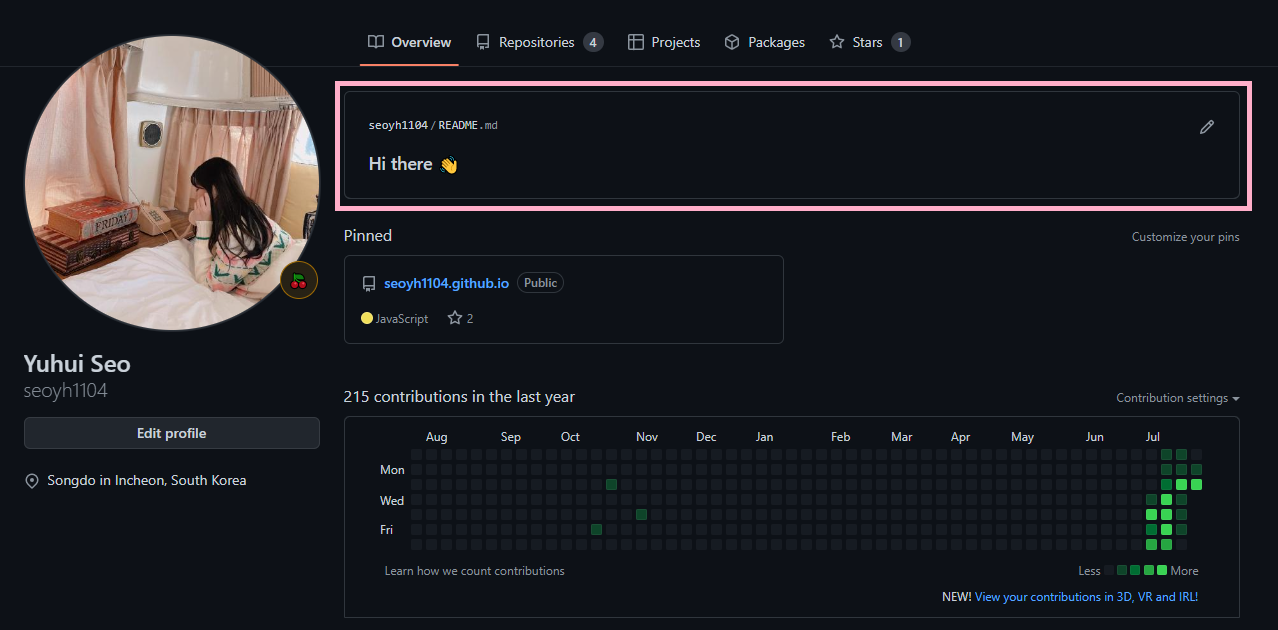 Overview Repositories 4 Projects Packages Stars 1
seoyh1104/README.md
Hi there 👋
FRIDAY
Pinned
Customize your pins
seoyh1104.github.io Public
JavaScript 2
Yuhui Seo
seoyh1104
Edit profile
Songdo in Incheon, South Korea
215 contributions in the last year
Contribution settings
Aug Sep Oct Nov Dec Jan Feb Mar Apr May Jun Jul
Mon
Wed
Fri
Learn how we count contributions
Less More
NEW! View your contributions in 3D, VR and IRL!